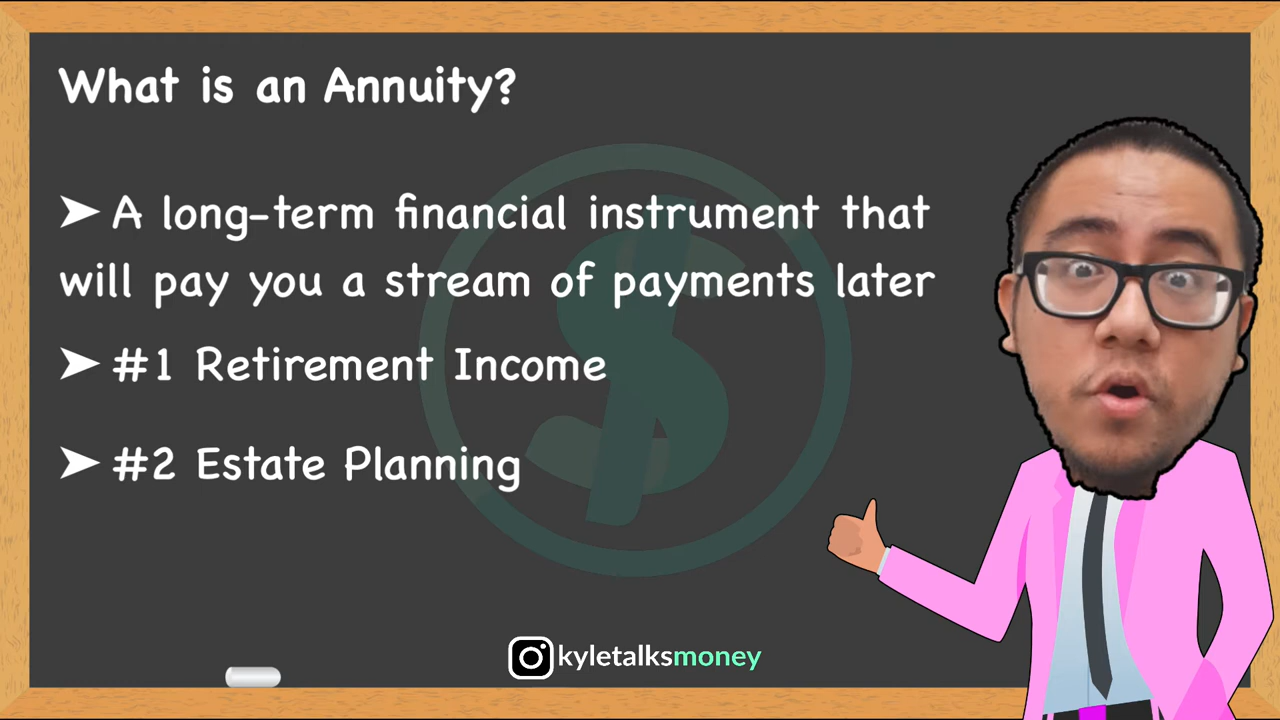 What is an Annuity?
➤ A long-term financial instrument that
will pay you a stream of payments later
➤ #1 Retirement Income
➤ #2 Estate Planning
kyletalksmoney